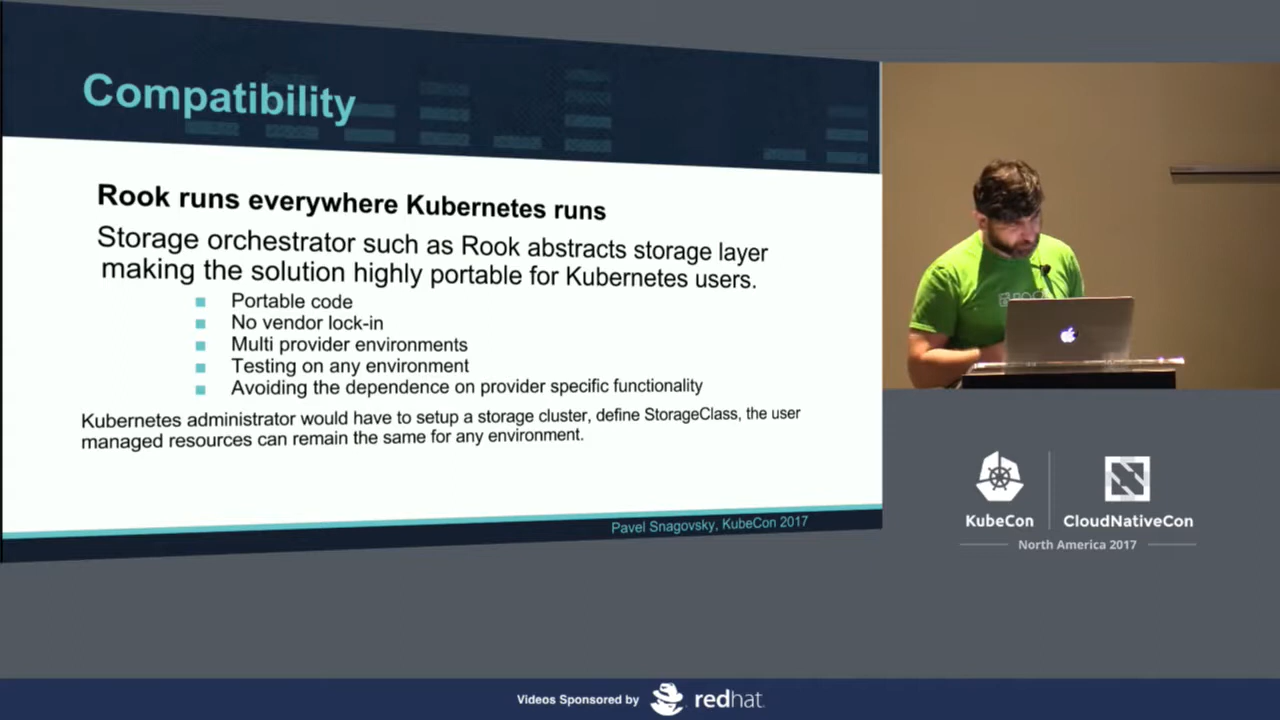 Compatibility
Rook runs everywhere Kubernetes runs
Storage orchestrator such as Rook abstracts storage layer
making the solution highly portable for Kubernetes users.
Portable code
No vendor lock-in
Multi provider environments
Testing on any environment
Avoiding the dependence on provider specific functionality
Kubernetes administrator would have to setup a storage cluster, define StorageClass, the user
managed resources can remain the same for any environment.
Pavel Snagovsky, KubeCon 2017
KubeCon
CloudNativeCon
North America 2017
Videos Sponsored by
redhat.